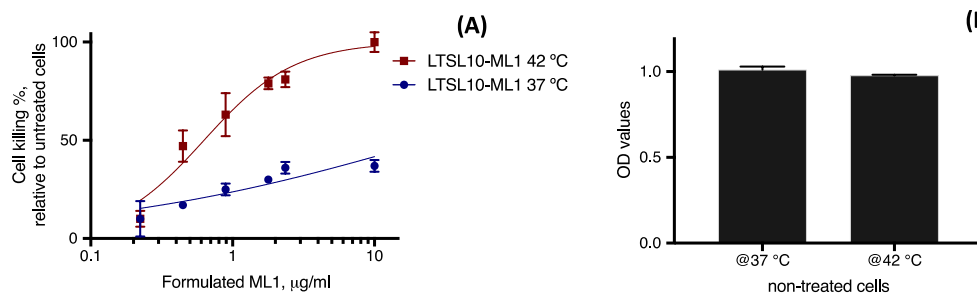 (A)
100
50
0
0.1
1
10
Cell killing %,
relative to untreated cells
Formulated ML1, μg/ml
LTSL10-ML1 42 ºC
LTSL10-ML1 37 ºC
1.0
0.5
0.0
OD values
@37 ºC
@42 ºC
non-treated cells